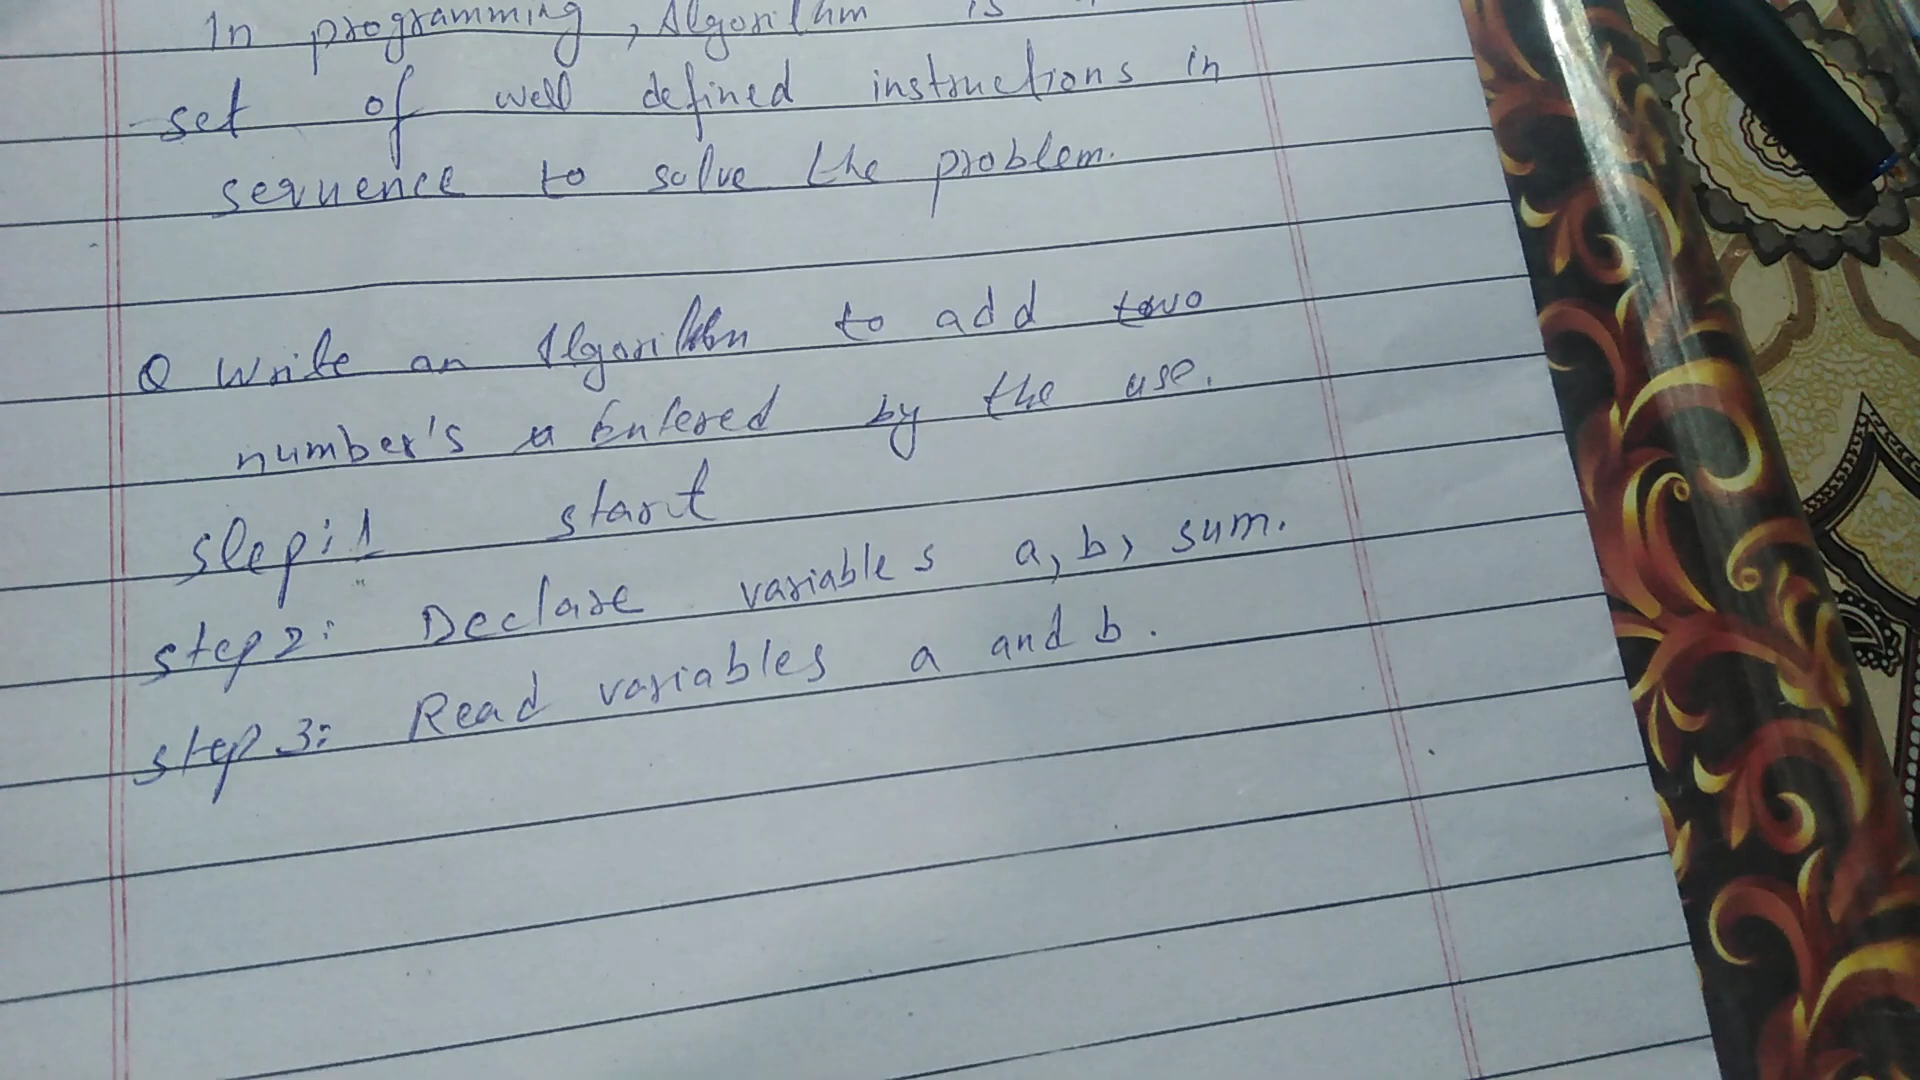 In programming, Algorithm is
set of well defined instructions in
seruence to solve the problem.
Q Write an Algorithm to add two
number's Entered by the use.
step:1 start
step 2: Declare variables a, b, sum.
step 3: Read variables a and b.